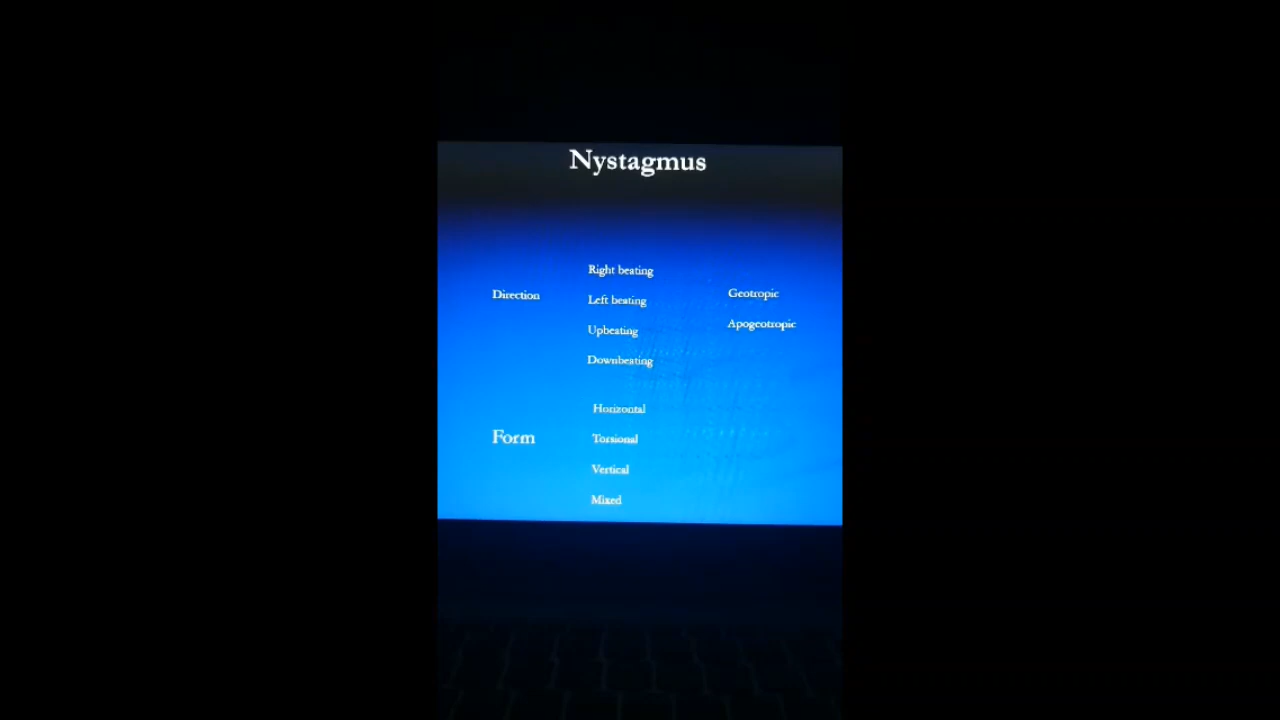 Nystagmus
Right beating
Direction
Left beating
Geotropic
Upbeating
Apogeotropic
Downbeating
Horizontal
Form
Torsional
Vertical
Mixed